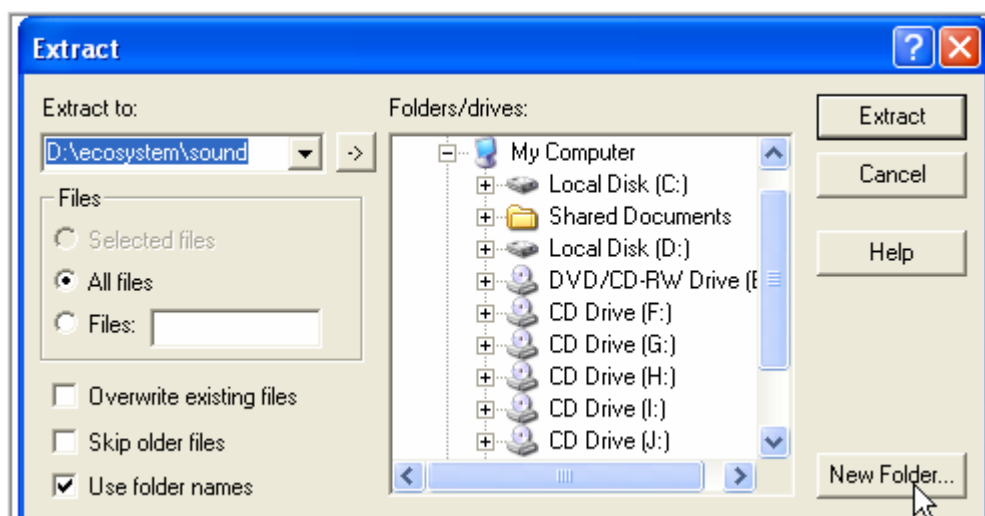 Extract
Extract to:
D:\ecosystem\sound
->
Files
Selected files
All files
Files:
Overwrite existing files
Skip older files
Use folder names
Folders/drives:
My Computer
Local Disk (C:)
Shared Documents
Local Disk (D:)
DVD/CD-RW Drive (E
CD Drive (F:)
CD Drive (G:)
CD Drive (H:)
CD Drive (I:)
CD Drive (J:)
Extract
Cancel
Help
New Folder...